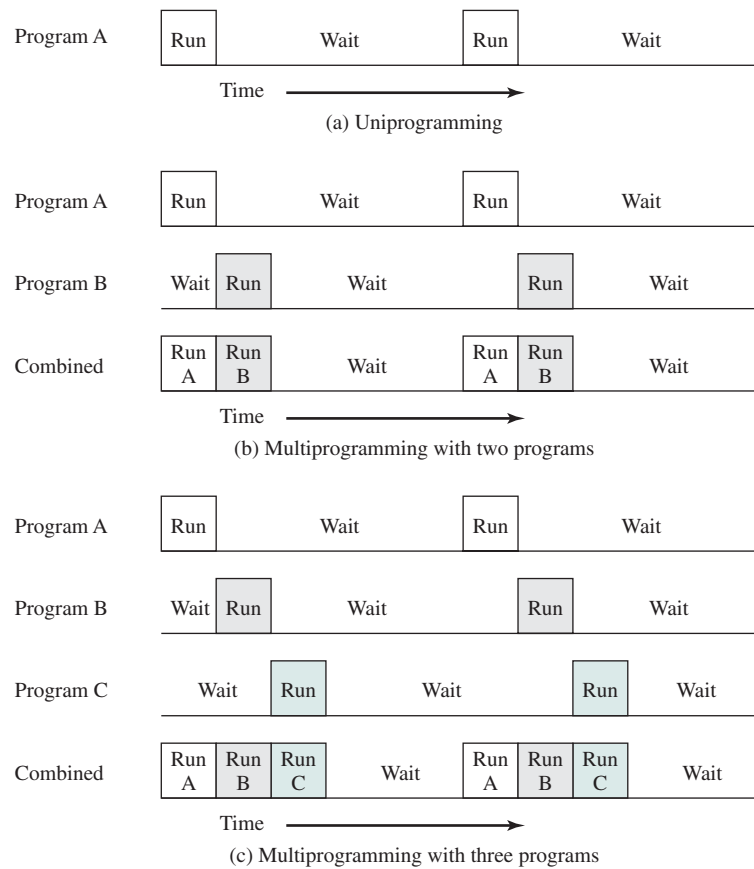 Program A Run Wait Run Wait
Time
(a) Uniprogramming
Program A Run Wait Run Wait
Program B Wait Run Wait Run Wait
Combined Run A Run B Wait Run A Run B Wait
Time
(b) Multiprogramming with two programs
Program A Run Wait Run Wait
Program B Wait Run Wait Run Wait
Program C Wait Run Wait Run Wait
Combined Run A Run B Run C Wait Run A Run B Run C Wait
Time
(c) Multiprogramming with three programs